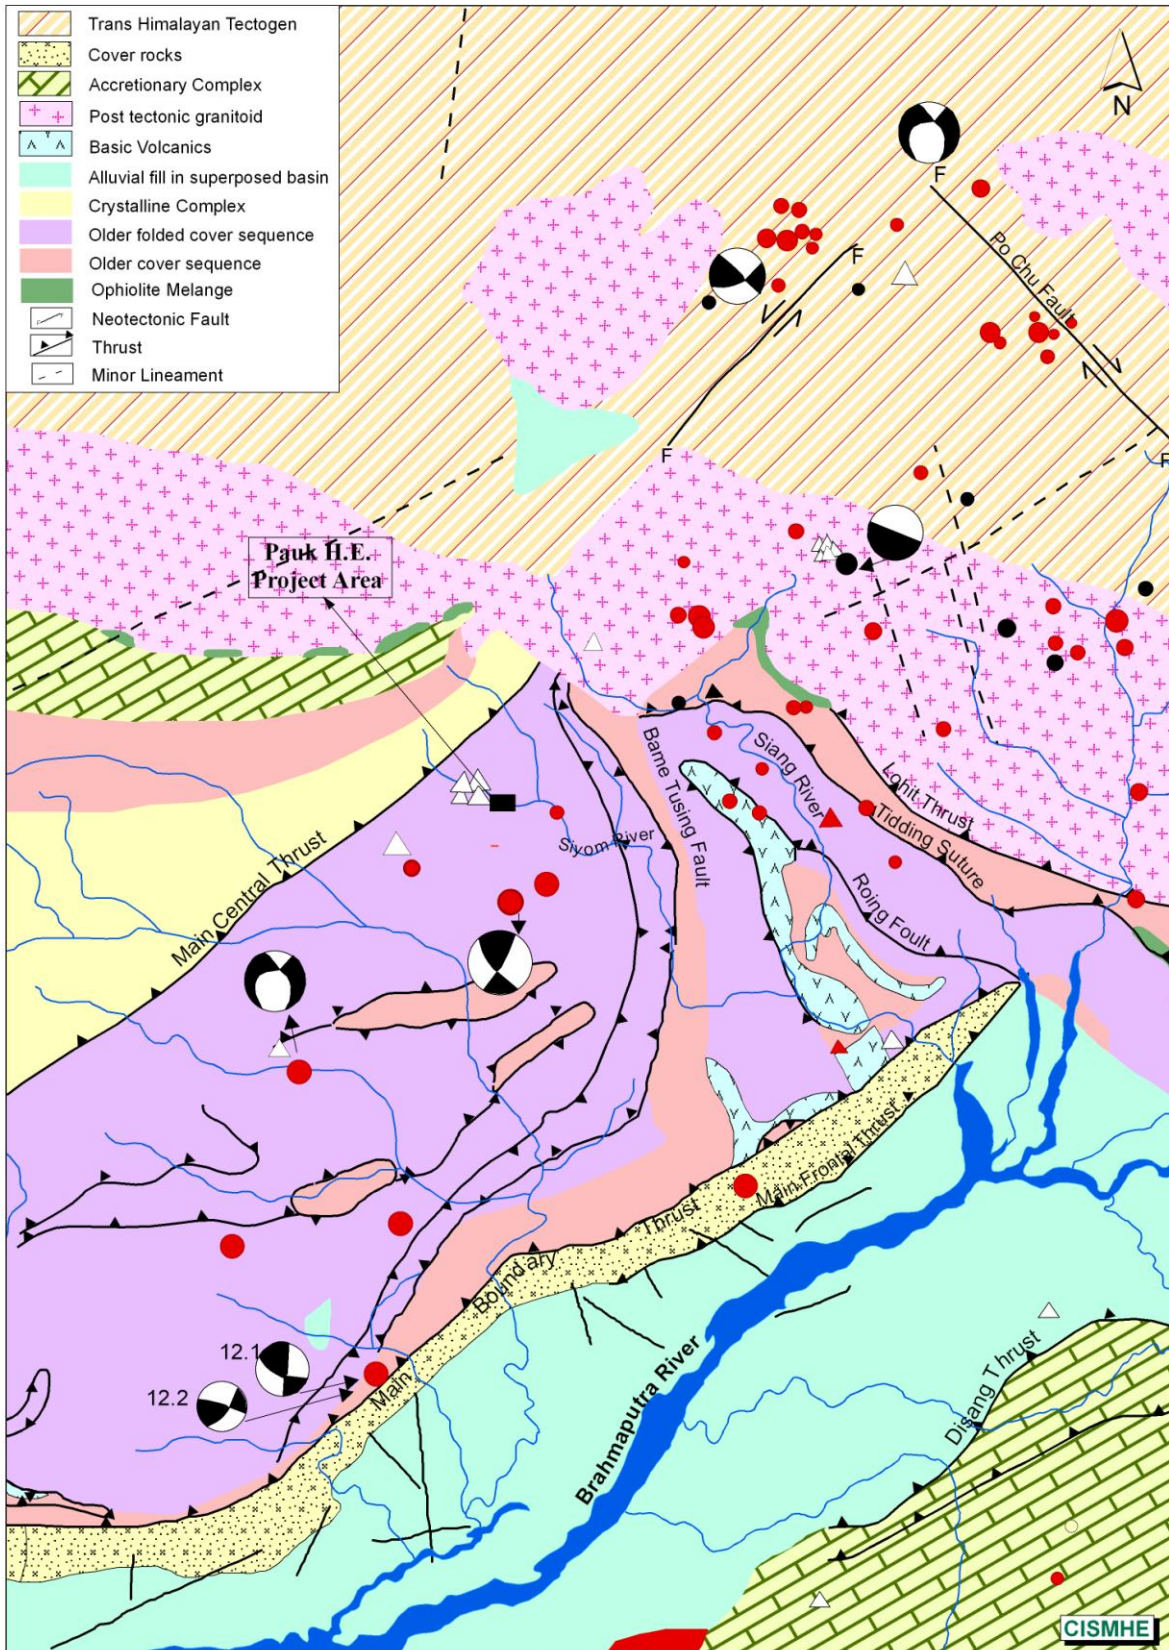 Trans Himalayan Tectogen
Cover rocks
Accretionary Complex
Post tectonic granitoid
Basic Volcanics
Alluvial fill in superposed basin
Crystalline Complex
Older folded cover sequence
Older cover sequence
Ophiolite Melange
Neotectonic Fault
Thrust
Minor Lineament
N
F
F
Po Chu Fault
F
F
Pauk H.E.
Project Area
Bame Tusing Fault
Siang River
Lohit Thrust
Tidding Suture
Siyom River
Roing Foult
Main Central Thrust
Main Boundary Thrust
Main Frontal Thrust
12.1
12.2
Brahmaputra River
Disang Thrust
CISMHE